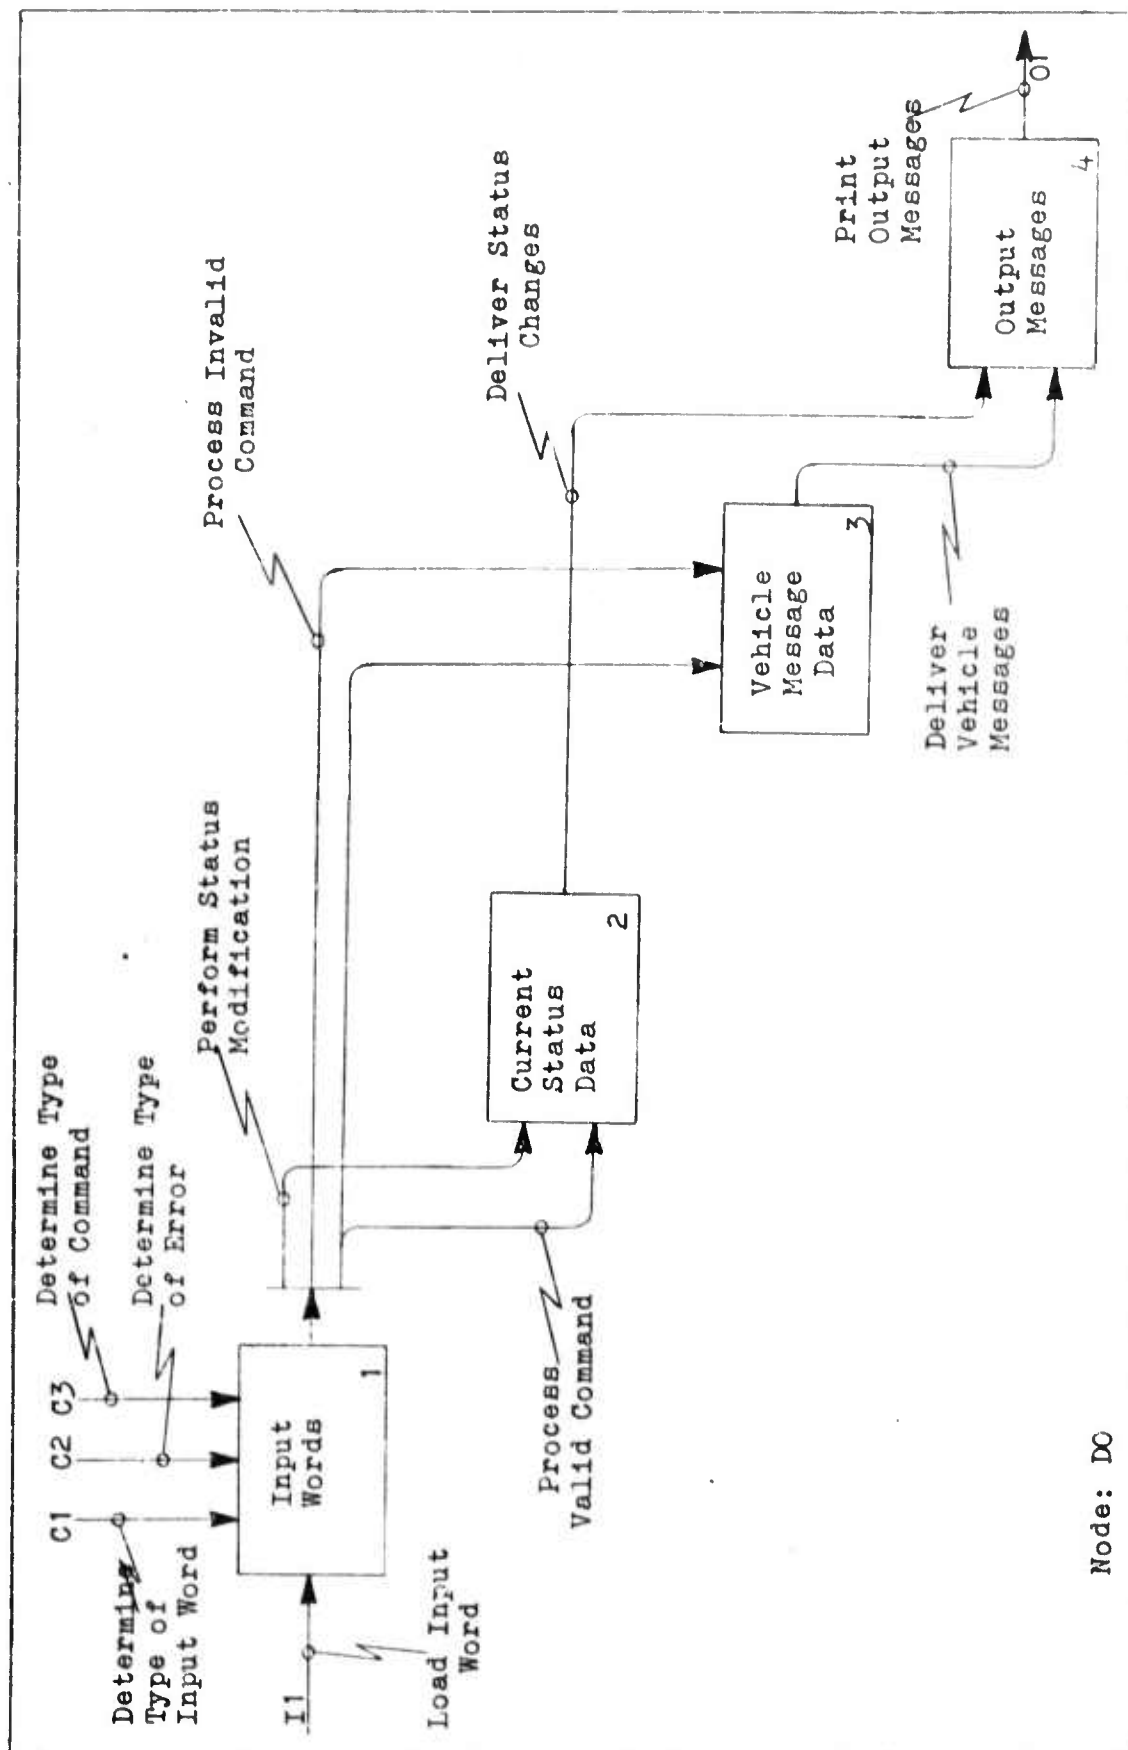 C1
C2
C3
Determine Type
of Command
Determine Type
of Error
Determine
Type of
Input Word
I1
Load Input
Word
Input
Words
1
Perform Status
Modification
Process Invalid
Command
Process
Valid Command
Current
Status
Data
2
Deliver Status
Changes
Vehicle
Message
Data
3
Deliver
Vehicle
Messages
Print
Output
Messages
Output
Messages
4
O1
Node: DO